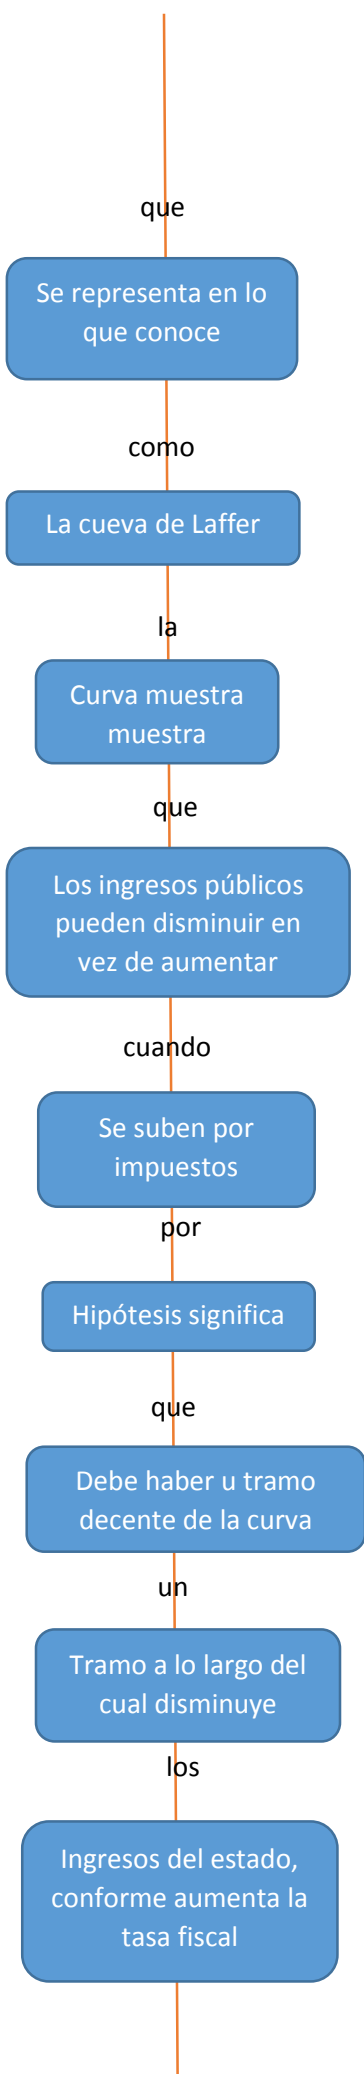 que
Se representa en lo
que conoce
como
La cueva de Laffer
la
Curva muestra
muestra
que
Los ingresos públicos
pueden disminuir en
vez de aumentar
cuando
Se suben por
impuestos
por
Hipótesis significa
que
Debe haber u tramo
decente de la curva
un
Tramo a lo largo del
cual disminuye
los
Ingresos del estado,
conforme aumenta la
tasa fiscal